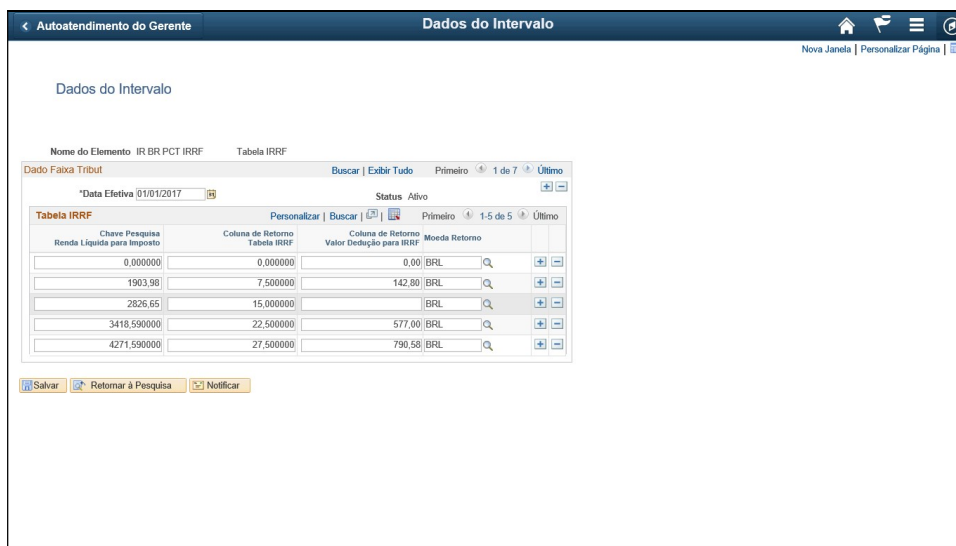 Autoatendimento do Gerente
Dados do Intervalo
Nova Janela | Personalizar Página |
Dados do Intervalo
Nome do Elemento IR BR PCT IRRF Tabela IRRF
Dado Faixa Tribut Buscar | Exibir Tudo Primeiro 1 de 7 Último
*Data Efetiva 01/01/2017 Status Ativo
Tabela IRRF Personalizar | Buscar | Primeiro 1-5 de 5 Último
Chave Pesquisa Coluna de Retorno Coluna de Retorno Moeda Retorno
Renda Líquida para Imposto Tabela IRRF Valor Dedução para IRRF
0,000000 0,000000 0,00 BRL
1903,98 7,500000 142,80 BRL
2826,65 15,000000 BRL
3418,590000 22,500000 577,00 BRL
4271,590000 27,500000 790,58 BRL
Salvar Retornar à Pesquisa Notificar